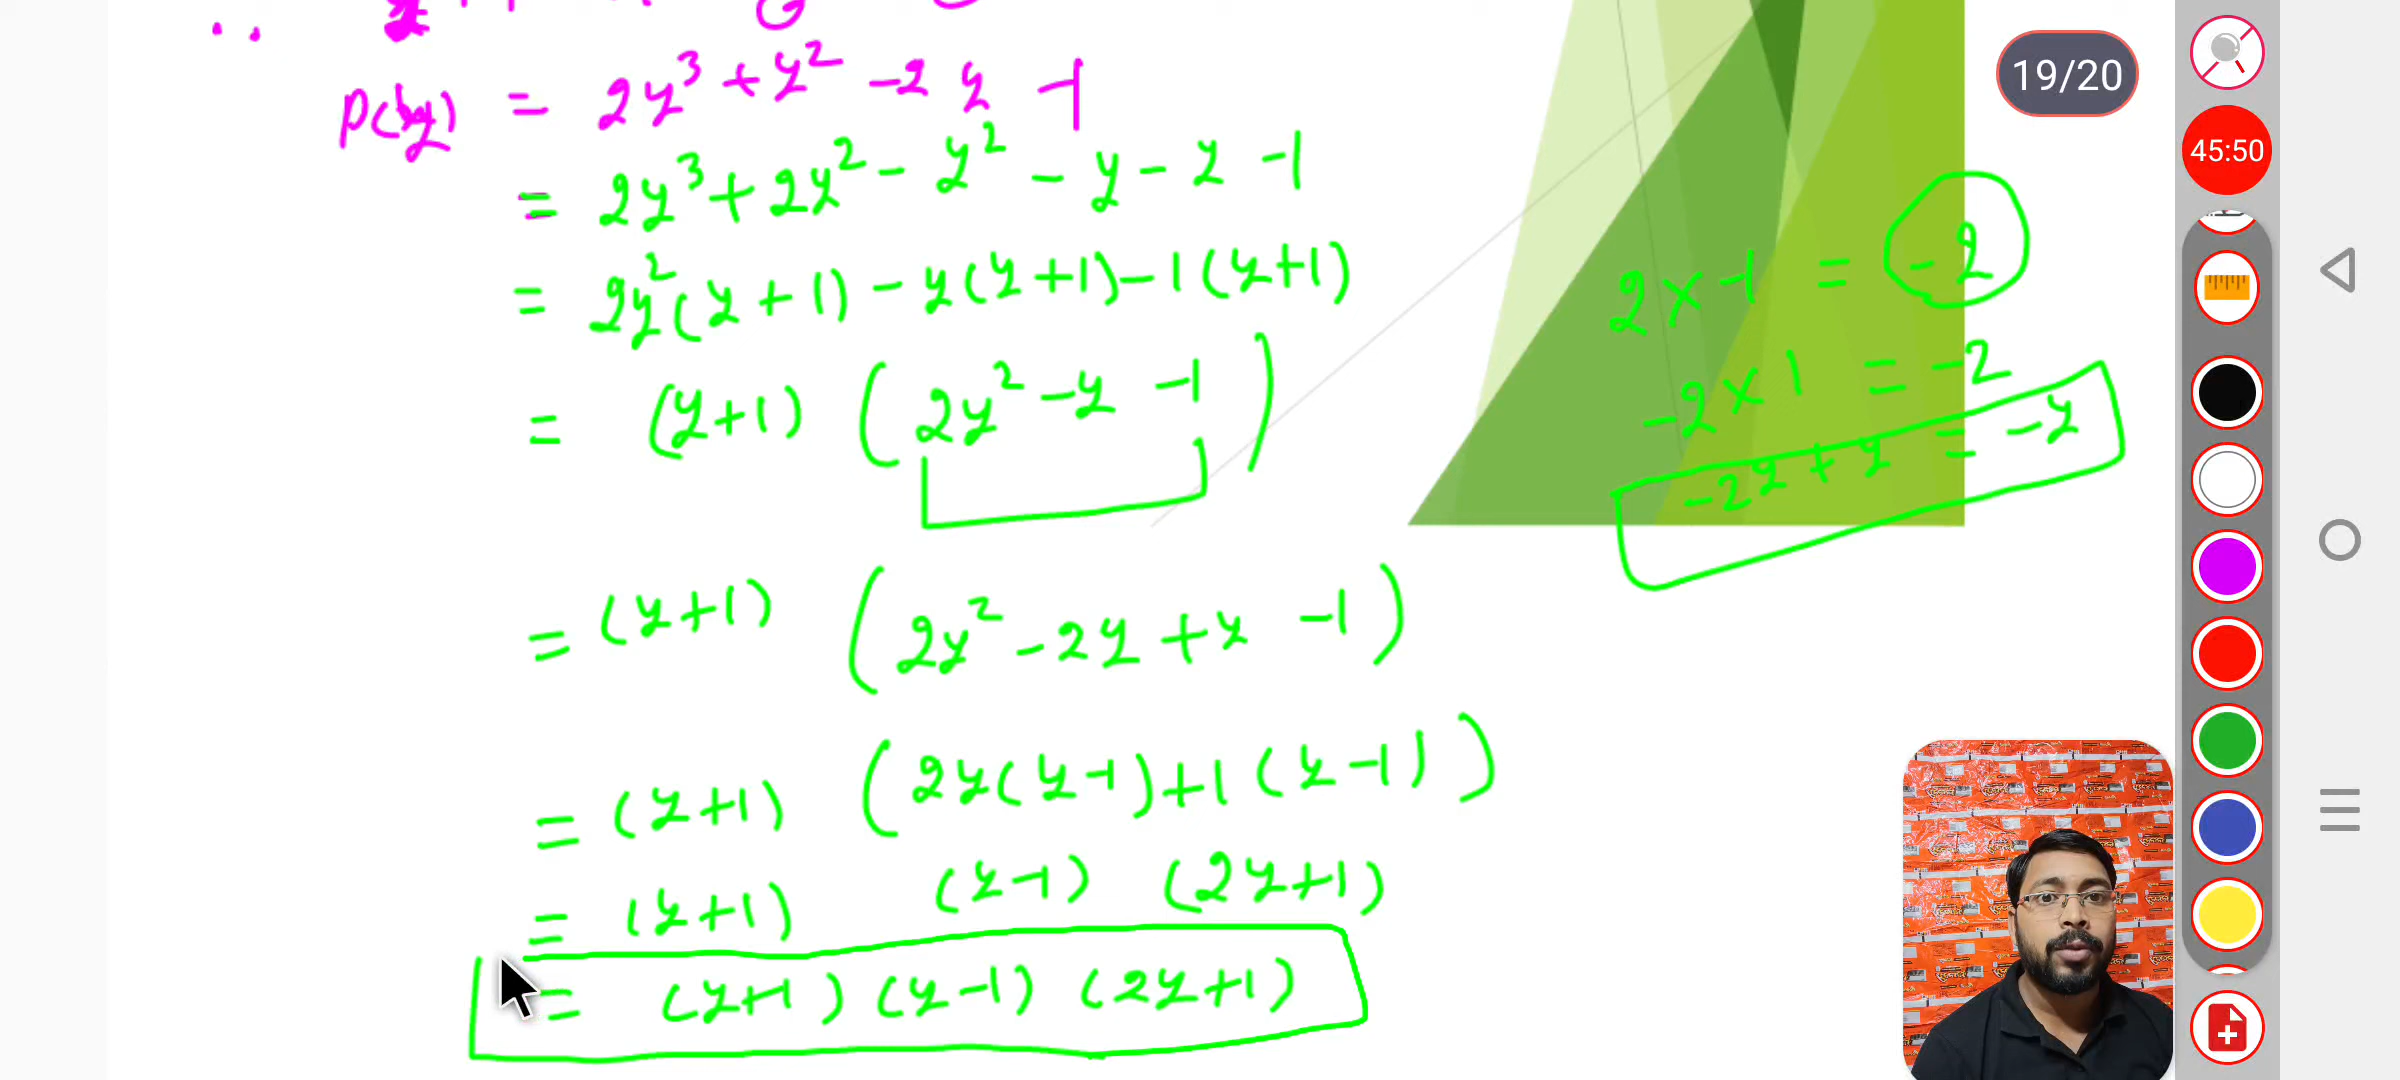 P(y) = 2y³ + y² - 2y - 1
= 2y³ + 2y² - y² - y - y - 1
= 2y² (y + 1) - y (y + 1) - 1 (y + 1)
= (y + 1) (2y² - y - 1)
= (y + 1) (2y² - 2y + y - 1)
= (y + 1) (2y (y - 1) + 1 (y - 1))
= (y + 1) (y - 1) (2y + 1)
= (y + 1) (y - 1) (2y + 1)
2 × -1 = -2
-2 × 1 = -2
-2y + y = -y
19/20
45:50